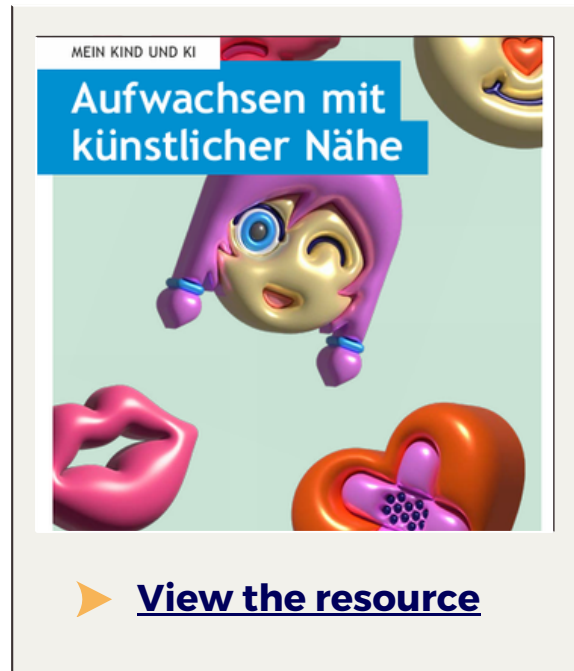 MEIN KIND UND KI
Aufwachsen mit
künstlicher Nähe
View the resource